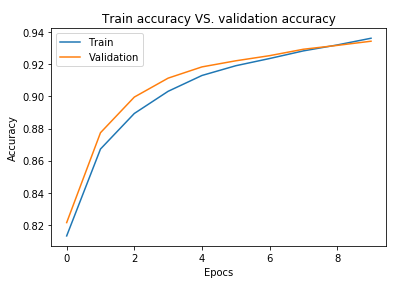 Train accuracy VS. validation accuracy
Train
Validation
Accuracy
0.94
0.92
0.90
0.88
0.86
0.84
0.82
0 2 4 6 8
Epocs